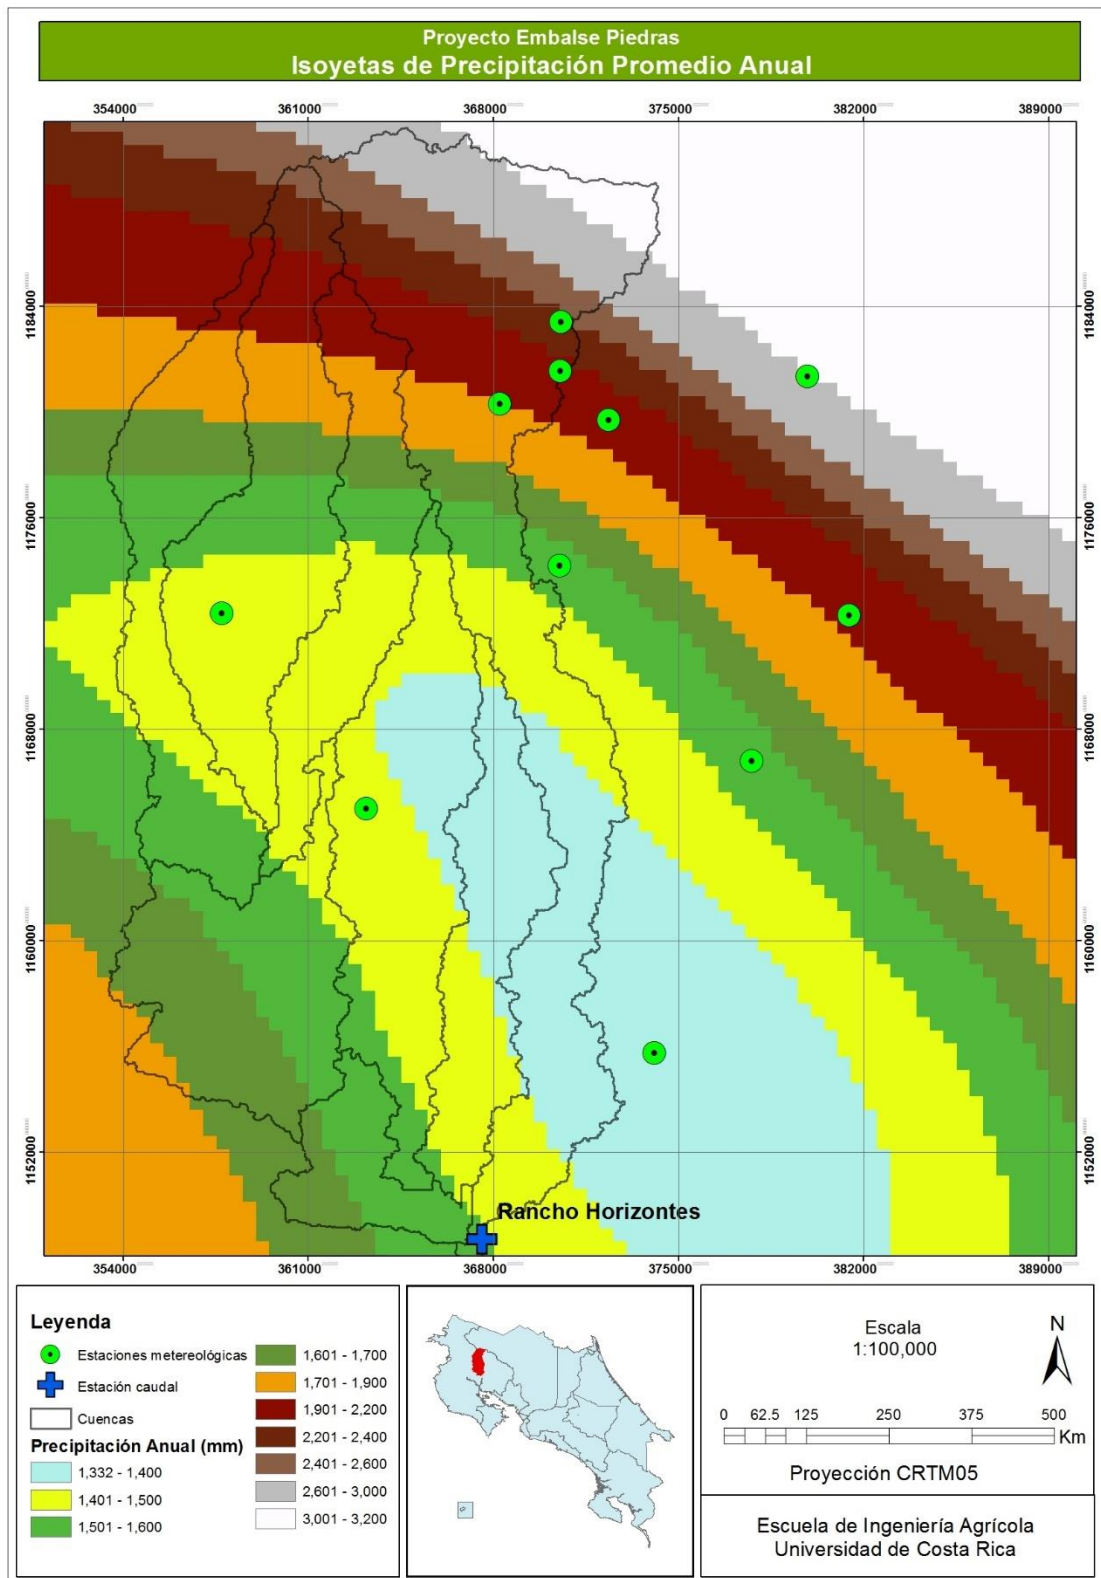 Proyecto Embalse Piedras
Isoyetas de Precipitación Promedio Anual
354000 361000 368000 375000 382000 389000
1184000 1184000
1176000 1176000
1168000 1168000
1160000 1160000
1152000 1152000
Rancho Horizontes
354000 361000 368000 375000 382000 389000
Leyenda
Estaciones metereológicas
Estación caudal
Cuencas
Precipitación Anual (mm)
1,332 - 1,400
1,401 - 1,500
1,501 - 1,600
1,601 - 1,700
1,701 - 1,900
1,901 - 2,200
2,201 - 2,400
2,401 - 2,600
2,601 - 3,000
3,001 - 3,200
Escala
1:100,000
N
0 62.5 125 250 375 500
Km
Proyección CRTM05
Escuela de Ingeniería Agrícola
Universidad de Costa Rica